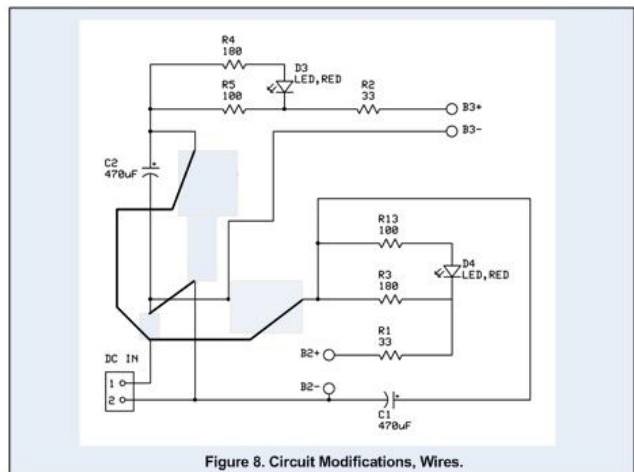 R4
180
D3
LED,RED
R5
100
R2
33
B3+
B3-
C2
+
470uF
R13
100
D4
LED,RED
R3
180
R1
33
B2+
DC IN
B2-
1
2
+
C1
470uF
Figure 8. Circuit Modifications, Wires.